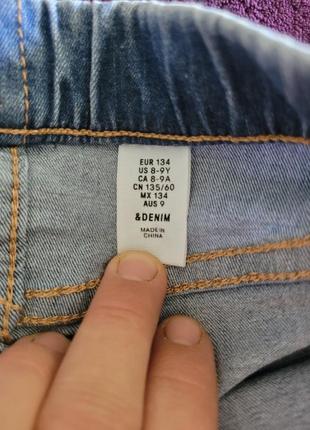 EUR 134
US 8-9Y
CA 8-9A
CN 135/60
MX 134
AUS 9
&DENIM
MADE IN
CHINA